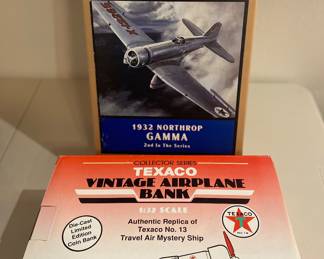 1932 NORTHROP
GAMMA
2nd In The Series
COLLECTOR SERIES
TEXACO
VINTAGE AIRPLANE
BANK
1/32 SCALE
Die-Cast
Limited Edition
Coin Bank
Authentic Replica of
Texaco No. 13
Travel Air Mystery Ship
TEXACO